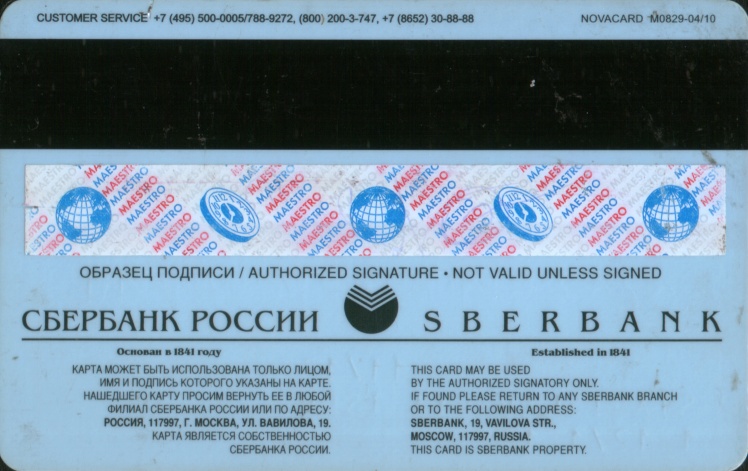 CUSTOMER SERVICE +7 (495) 500-0005/788-9272, (800) 200-3-747, +7 (8652) 30-88-88
NOVACARD M0829-04/10
MAESTRO MAESTRO MAESTRO MAESTRO MAESTRO
ОБРАЗЕЦ ПОДПИСИ / AUTHORIZED SIGNATURE • NOT VALID UNLESS SIGNED
СБЕРБАНК РОССИИ
SBERBANK
Основан в 1841 году
КАРТА МОЖЕТ БЫТЬ ИСПОЛЬЗОВАНА ТОЛЬКО ЛИЦОМ,
ИМЯ И ПОДПИСЬ КОТОРОГО УКАЗАНЫ НА КАРТЕ.
НАШЕДШЕГО КАРТУ ПРОСИМ ВЕРНУТЬ ЕЕ В ЛЮБОЙ
ФИЛИАЛ СБЕРБАНКА РОССИИ ИЛИ ПО АДРЕСУ:
РОССИЯ, 117997, Г. МОСКВА, УЛ. ВАВИЛОВА, 19.
КАРТА ЯВЛЯЕТСЯ СОБСТВЕННОСТЬЮ
СБЕРБАНКА РОССИИ.
Established in 1841
THIS CARD MAY BE USED
BY THE AUTHORIZED SIGNATORY ONLY.
IF FOUND PLEASE RETURN TO ANY SBERBANK BRANCH
OR TO THE FOLLOWING ADDRESS:
SBERBANK, 19, VAVILOVA STR.,
MOSCOW, 117997, RUSSIA.
THIS CARD IS SBERBANK PROPERTY.